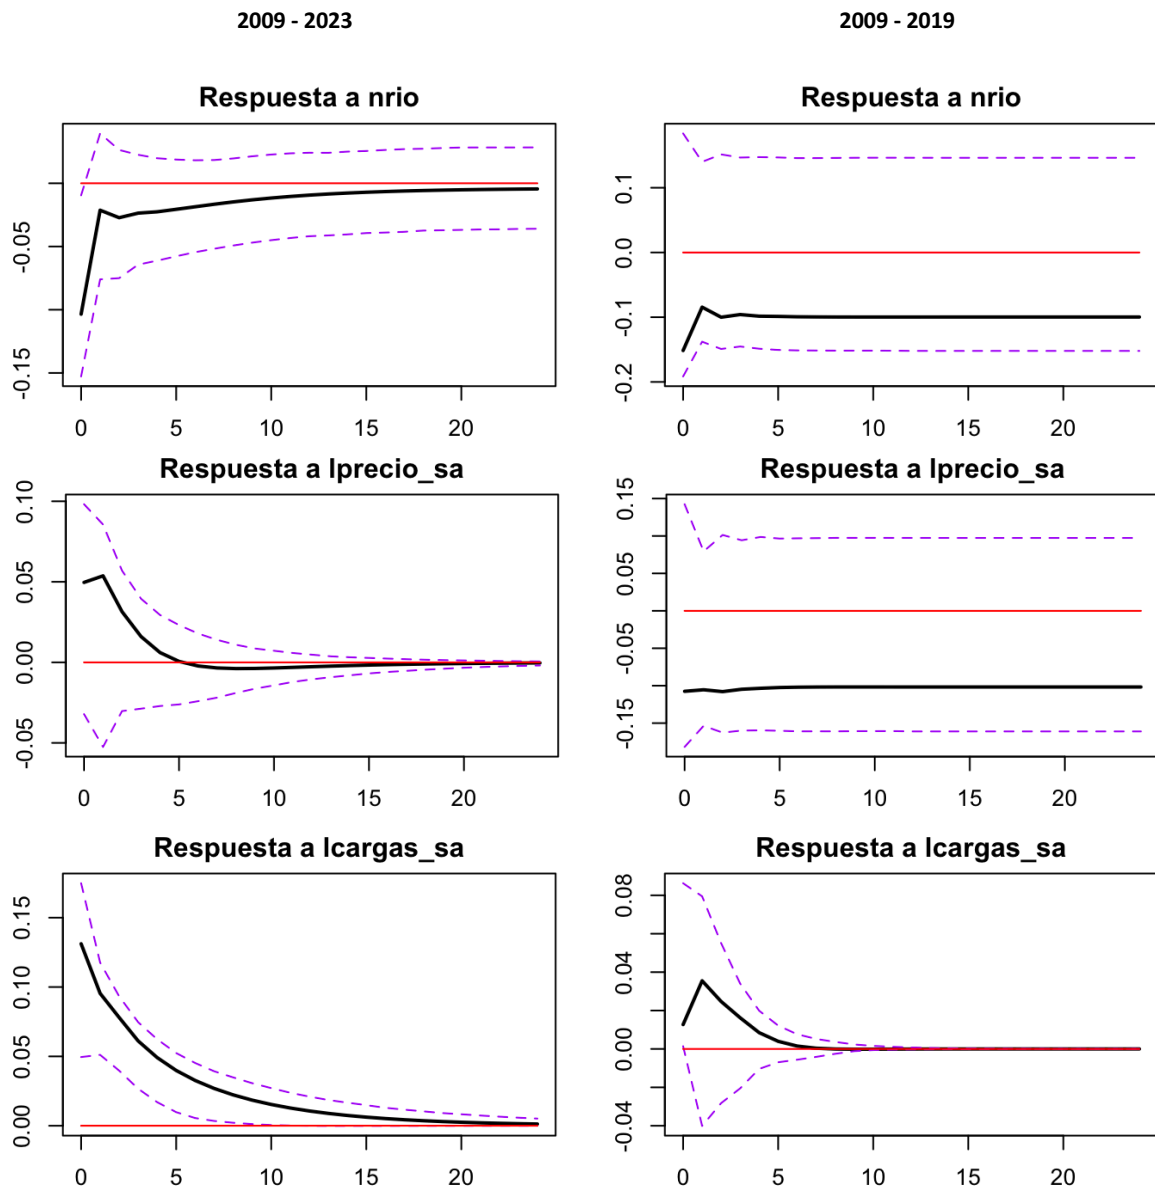 2009 - 2023
2009 - 2019
Respuesta a nrio
-0.05
-0.15
0 5 10 15 20
Respuesta a nrio
0.1
0.0
-0.1
-0.2
0 5 10 15 20
Respuesta a lprecio_sa
0.10
0.05
0.00
-0.05
0 5 10 15 20
Respuesta a lprecio_sa
0.15
0.05
-0.05
-0.15
0 5 10 15 20
Respuesta a lcargas_sa
0.15
0.10
0.05
0.00
0 5 10 15 20
Respuesta a lcargas_sa
0.08
0.04
0.00
-0.04
0 5 10 15 20